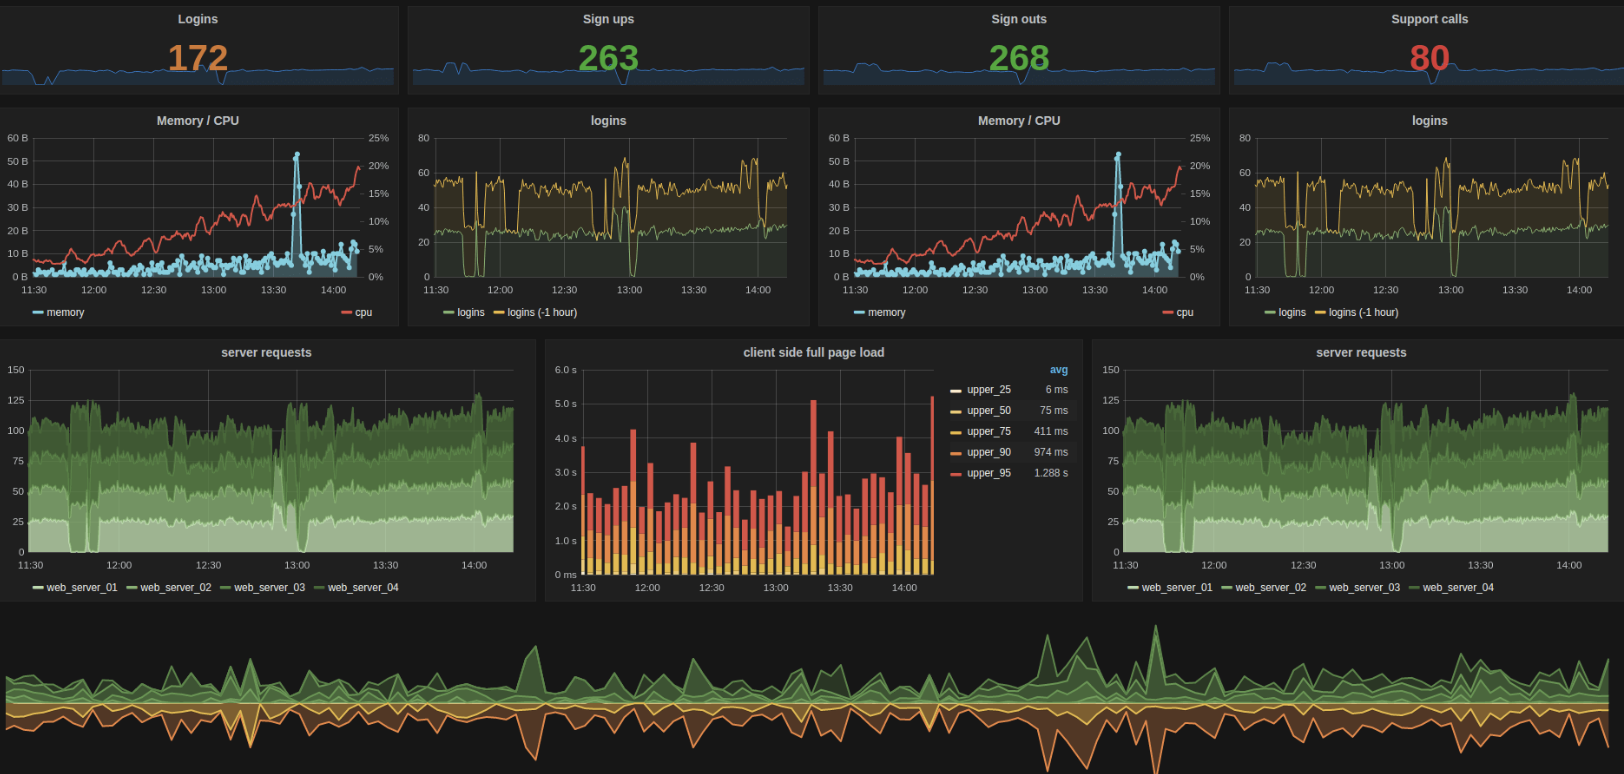 Logins
172
Sign ups
263
Sign outs
268
Support calls
80
Memory / CPU
60 B
50 B
40 B
30 B
20 B
10 B
0 B
25%
20%
15%
10%
5%
0%
11:30 12:00 12:30 13:00 13:30 14:00
memory cpu
logins
80
60
40
20
0
11:30 12:00 12:30 13:00 13:30 14:00
logins logins (-1 hour)
Memory / CPU
60 B
50 B
40 B
30 B
20 B
10 B
0 B
25%
20%
15%
10%
5%
0%
11:30 12:00 12:30 13:00 13:30 14:00
memory cpu
logins
80
60
40
20
0
11:30 12:00 12:30 13:00 13:30 14:00
logins logins (-1 hour)
server requests
150
125
100
75
50
25
0
11:30 12:00 12:30 13:00 13:30 14:00
web_server_01 web_server_02 web_server_03 web_server_04
client side full page load
6.0 s
5.0 s
4.0 s
3.0 s
2.0 s
1.0 s
0 ms
11:30 12:00 12:30 13:00 13:30 14:00
avg
upper_25 6 ms
upper_50 75 ms
upper_75 411 ms
upper_90 974 ms
upper_95 1.288 s
server requests
150
125
100
75
50
25
0
11:30 12:00 12:30 13:00 13:30 14:00
web_server_01 web_server_02 web_server_03 web_server_04